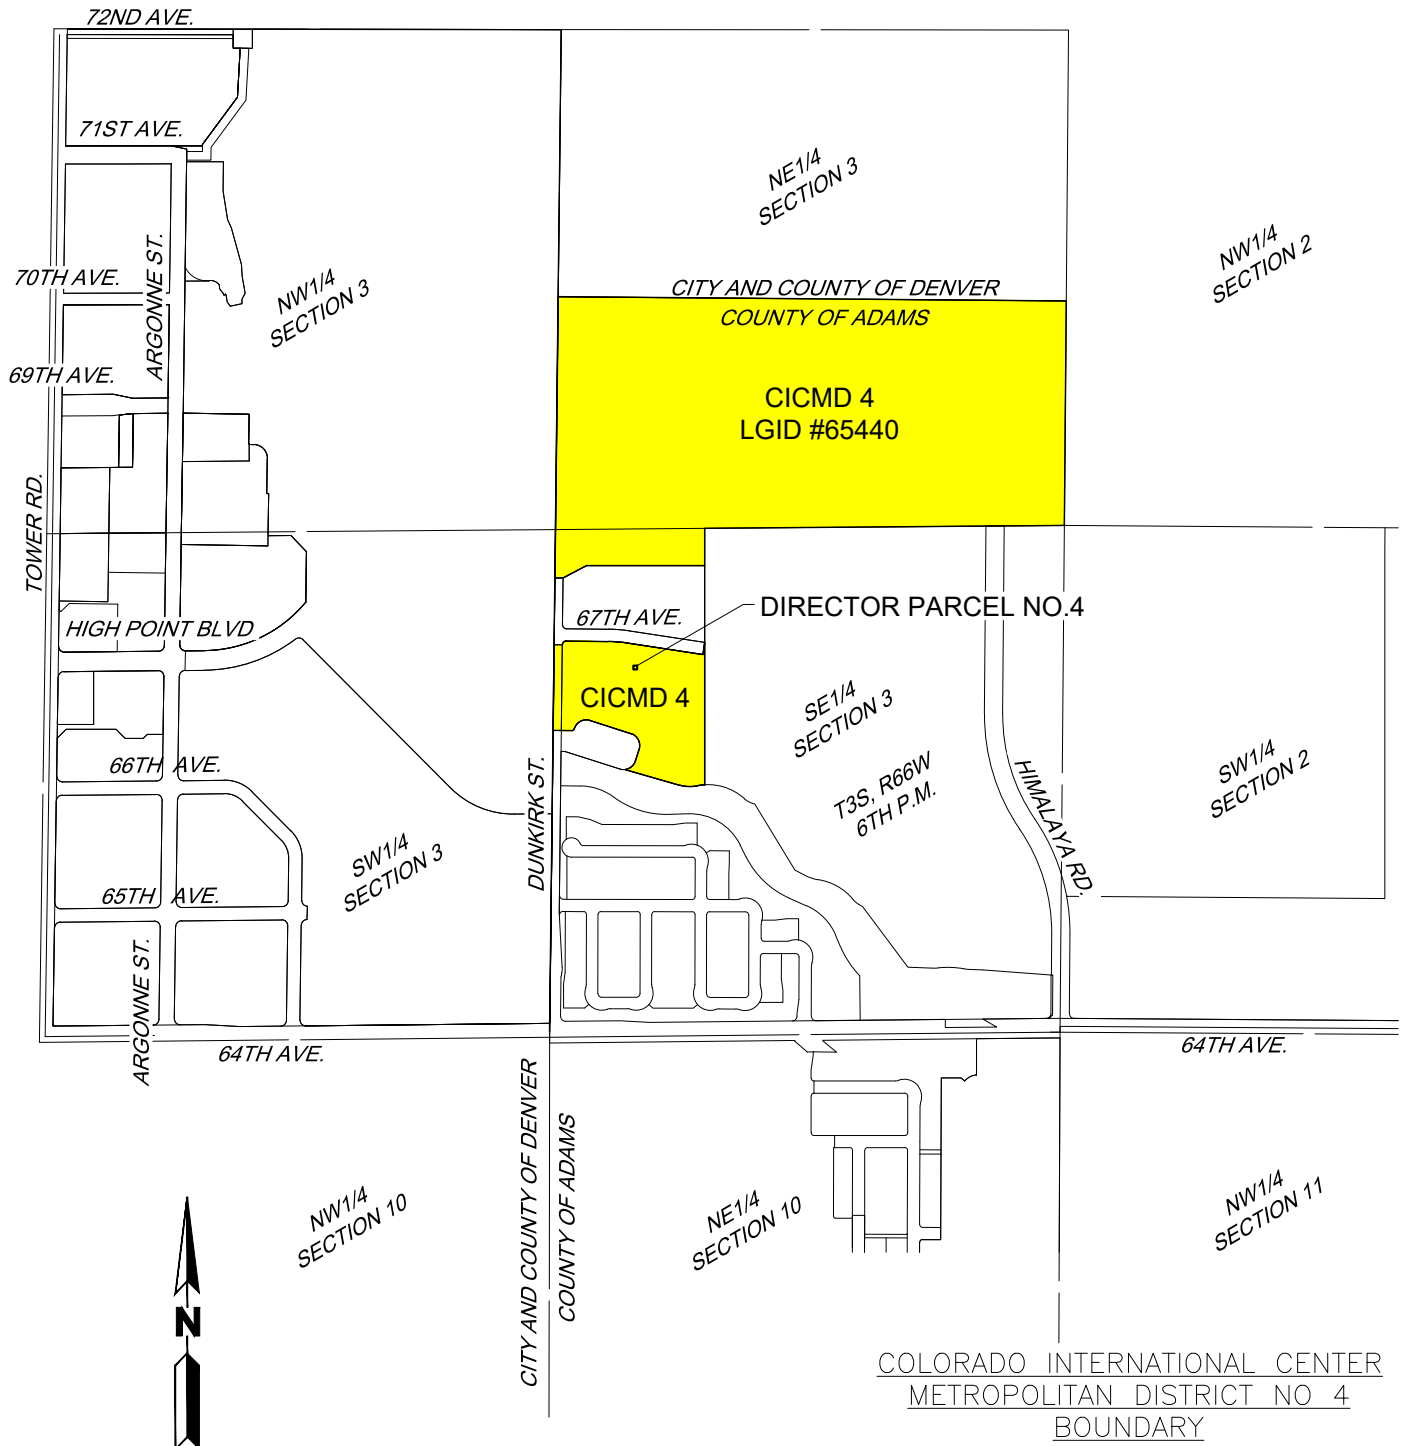 72ND AVE.
71ST AVE.
NE1/4
SECTION 3
NW1/4
SECTION 2
70TH AVE.
ARGONNE ST.
NW1/4
SECTION 3
CITY AND COUNTY OF DENVER
COUNTY OF ADAMS
69TH AVE.
CICMD 4
LGID #65440
TOWER RD.
DIRECTOR PARCEL NO.4
67TH AVE.
HIGH POINT BLVD
CICMD 4
SE1/4
SECTION 3
T3S, R66W
6TH P.M.
HIMALAYA RD.
SW1/4
SECTION 2
66TH AVE.
DUNKIRK ST.
SW1/4
SECTION 3
65TH AVE.
ARGONNE ST.
64TH AVE.
64TH AVE.
CITY AND COUNTY OF DENVER
COUNTY OF ADAMS
NW1/4
SECTION 10
NE1/4
SECTION 10
NW1/4
SECTION 11
N
COLORADO INTERNATIONAL CENTER
METROPOLITAN DISTRICT NO 4
BOUNDARY